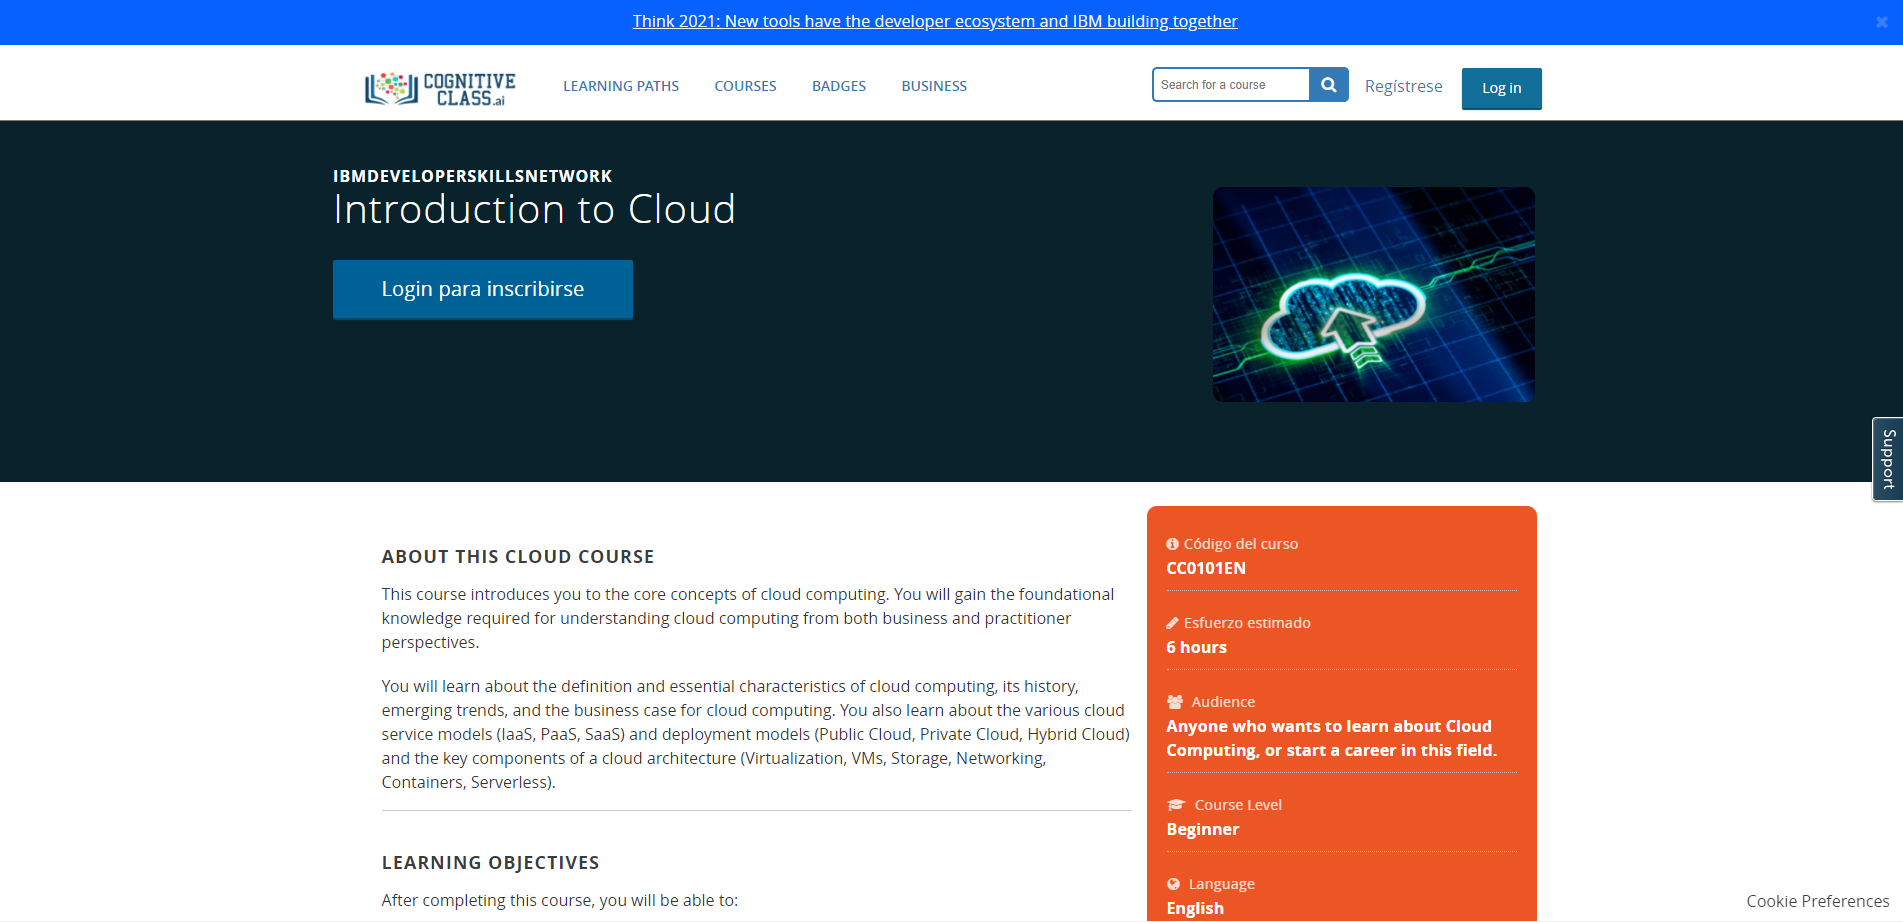 Think 2021: New tools have the developer ecosystem and IBM building together
COGNITIVE
CLASS.ai
LEARNING PATHS
COURSES
BADGES
BUSINESS
Search for a course
Regístrese
Log in
IBMDEVELOPERSKILLSNETWORK
Introduction to Cloud
Login para inscribirse
Support
ABOUT THIS CLOUD COURSE
This course introduces you to the core concepts of cloud computing. You will gain the foundational
knowledge required for understanding cloud computing from both business and practitioner
perspectives.
You will learn about the definition and essential characteristics of cloud computing, its history,
emerging trends, and the business case for cloud computing. You also learn about the various cloud
service models (IaaS, PaaS, SaaS) and deployment models (Public Cloud, Private Cloud, Hybrid Cloud)
and the key components of a cloud architecture (Virtualization, VMs, Storage, Networking,
Containers, Serverless).
LEARNING OBJECTIVES
After completing this course, you will be able to:
Código del curso
CC0101EN
Esfuerzo estimado
6 hours
Audience
Anyone who wants to learn about Cloud
Computing, or start a career in this field.
Course Level
Beginner
Language
English
Cookie Preferences